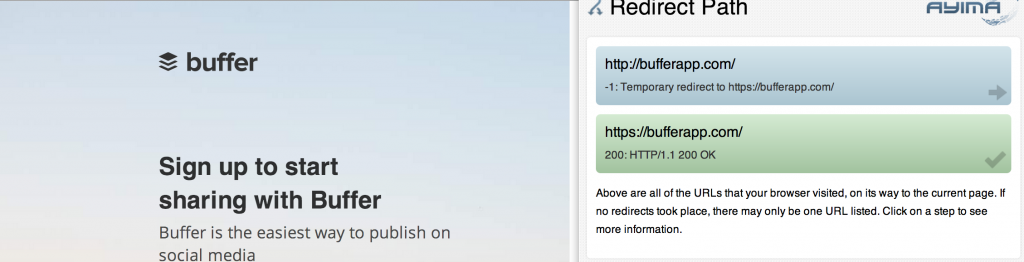 buffer
Sign up to start
sharing with Buffer
Buffer is the easiest way to publish on
social media
Redirect Path
AYIMA
http://bufferapp.com/
-1: Temporary redirect to https://bufferapp.com/
https://bufferapp.com/
200: HTTP/1.1 200 OK
Above are all of the URLs that your browser visited, on its way to the current page. If
no redirects took place, there may only be one URL listed. Click on a step to see
more information.